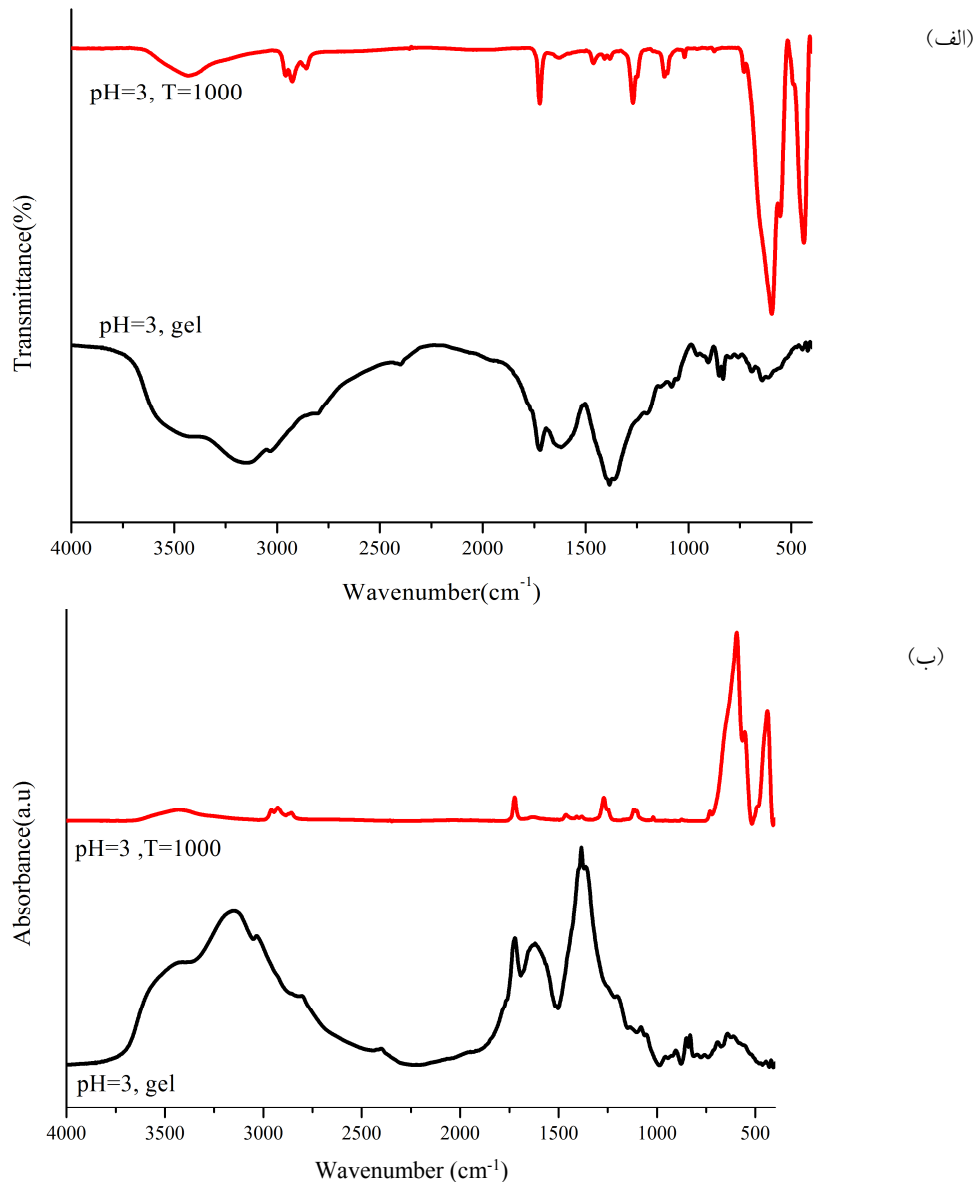 (الف)
pH=3, T=1000
pH=3, gel
Transmittance(%)
4000 3500 3000 2500 2000 1500 1000 500
Wavenumber(cm⁻¹)
(ب)
pH=3 ,T=1000
pH=3, gel
Absorbance(a.u)
4000 3500 3000 2500 2000 1500 1000 500
Wavenumber (cm⁻¹)